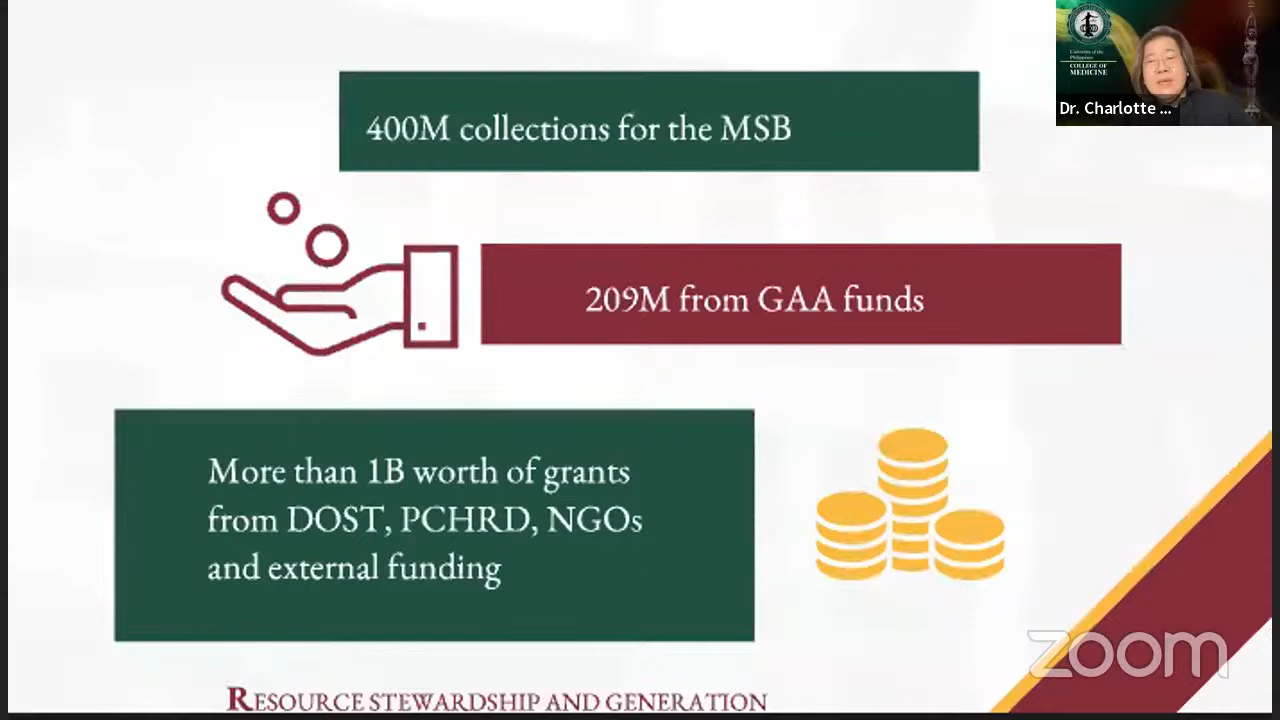 400M collections for the MSB
209M from GAA funds
More than 1B worth of grants
from DOST, PCHRD, NGOs
and external funding
RESOURCE STEWARDSHIP AND GENERATION
University of the
Philippines
COLLEGE OF
MEDICINE
Dr. Charlotte ...
zoom